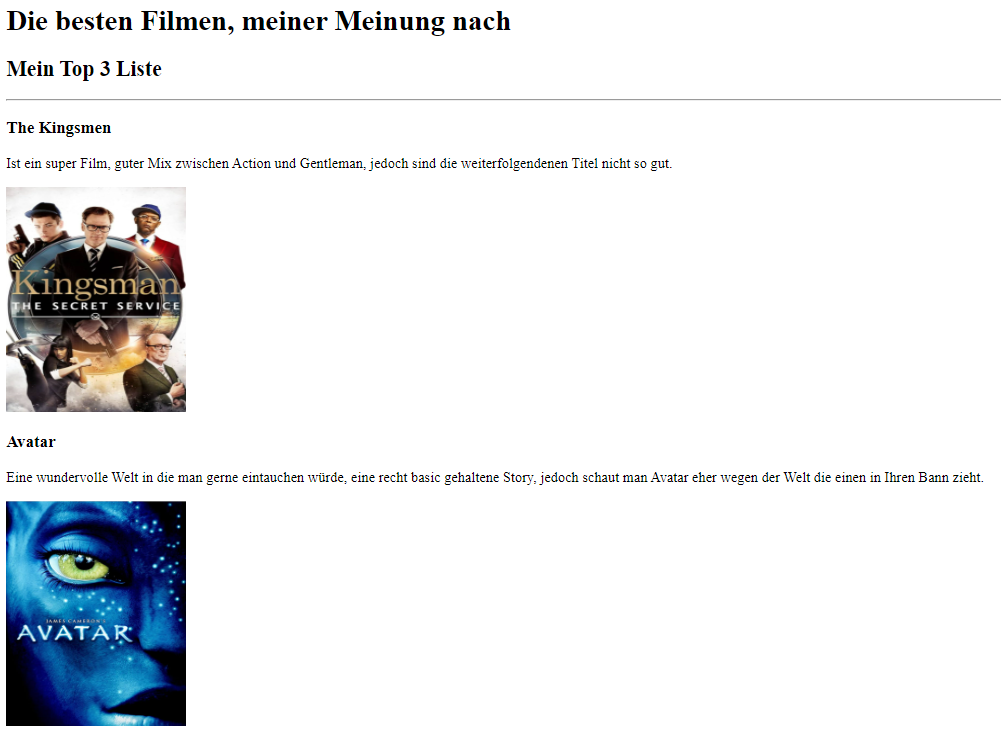 Die besten Filmen, meiner Meinung nach
Mein Top 3 Liste
The Kingsmen
Ist ein super Film, guter Mix zwischen Action und Gentleman, jedoch sind die weiterfolgendenen Titel nicht so gut.
Kingsman
THE SECRET SERVICE
Avatar
Eine wundervolle Welt in die man gerne eintauchen würde, eine recht basic gehaltene Story, jedoch schaut man Avatar eher wegen der Welt die einen in Ihren Bann zieht.
JAMES CAMERON'S
AVATAR